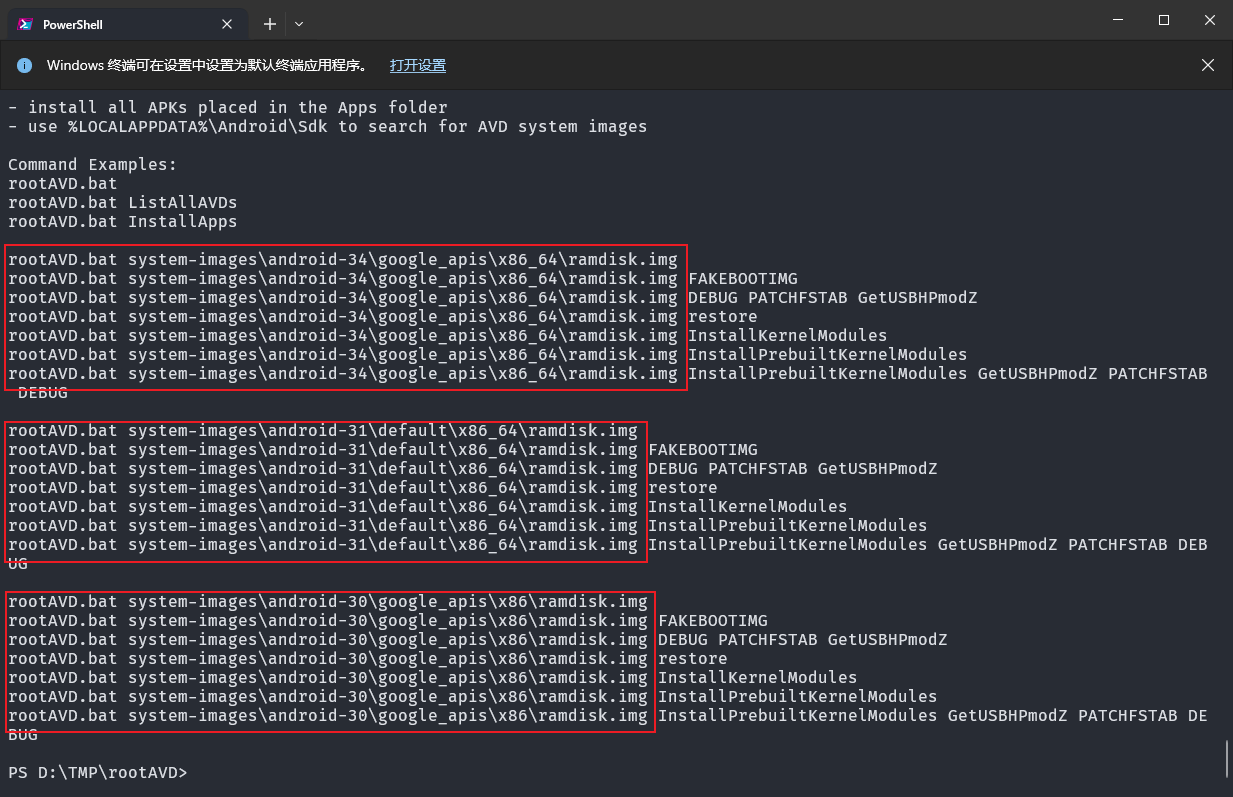 PowerShell
Windows 终端可在设置中设置为默认终端应用程序。 打开设置
- install all APKs placed in the Apps folder
- use %LOCALAPPDATA%\Android\Sdk to search for AVD system images
Command Examples:
rootAVD.bat
rootAVD.bat ListAllAVDs
rootAVD.bat InstallApps
rootAVD.bat system-images\android-34\google_apis\x86_64\ramdisk.img
rootAVD.bat system-images\android-34\google_apis\x86_64\ramdisk.img FAKEBOOTIMG
rootAVD.bat system-images\android-34\google_apis\x86_64\ramdisk.img DEBUG PATCHFSTAB GetUSBHPmodZ
rootAVD.bat system-images\android-34\google_apis\x86_64\ramdisk.img restore
rootAVD.bat system-images\android-34\google_apis\x86_64\ramdisk.img InstallKernelModules
rootAVD.bat system-images\android-34\google_apis\x86_64\ramdisk.img InstallPrebuiltKernelModules
rootAVD.bat system-images\android-34\google_apis\x86_64\ramdisk.img InstallPrebuiltKernelModules GetUSBHPmodZ PATCHFSTAB
DEBUG
rootAVD.bat system-images\android-31\default\x86_64\ramdisk.img
rootAVD.bat system-images\android-31\default\x86_64\ramdisk.img FAKEBOOTIMG
rootAVD.bat system-images\android-31\default\x86_64\ramdisk.img DEBUG PATCHFSTAB GetUSBHPmodZ
rootAVD.bat system-images\android-31\default\x86_64\ramdisk.img restore
rootAVD.bat system-images\android-31\default\x86_64\ramdisk.img InstallKernelModules
rootAVD.bat system-images\android-31\default\x86_64\ramdisk.img InstallPrebuiltKernelModules
rootAVD.bat system-images\android-31\default\x86_64\ramdisk.img InstallPrebuiltKernelModules GetUSBHPmodZ PATCHFSTAB DEB
UG
rootAVD.bat system-images\android-30\google_apis\x86\ramdisk.img
rootAVD.bat system-images\android-30\google_apis\x86\ramdisk.img FAKEBOOTIMG
rootAVD.bat system-images\android-30\google_apis\x86\ramdisk.img DEBUG PATCHFSTAB GetUSBHPmodZ
rootAVD.bat system-images\android-30\google_apis\x86\ramdisk.img restore
rootAVD.bat system-images\android-30\google_apis\x86\ramdisk.img InstallKernelModules
rootAVD.bat system-images\android-30\google_apis\x86\ramdisk.img InstallPrebuiltKernelModules
rootAVD.bat system-images\android-30\google_apis\x86\ramdisk.img InstallPrebuiltKernelModules GetUSBHPmodZ PATCHFSTAB DE
BUG
PS D:\TMP\rootAVD>